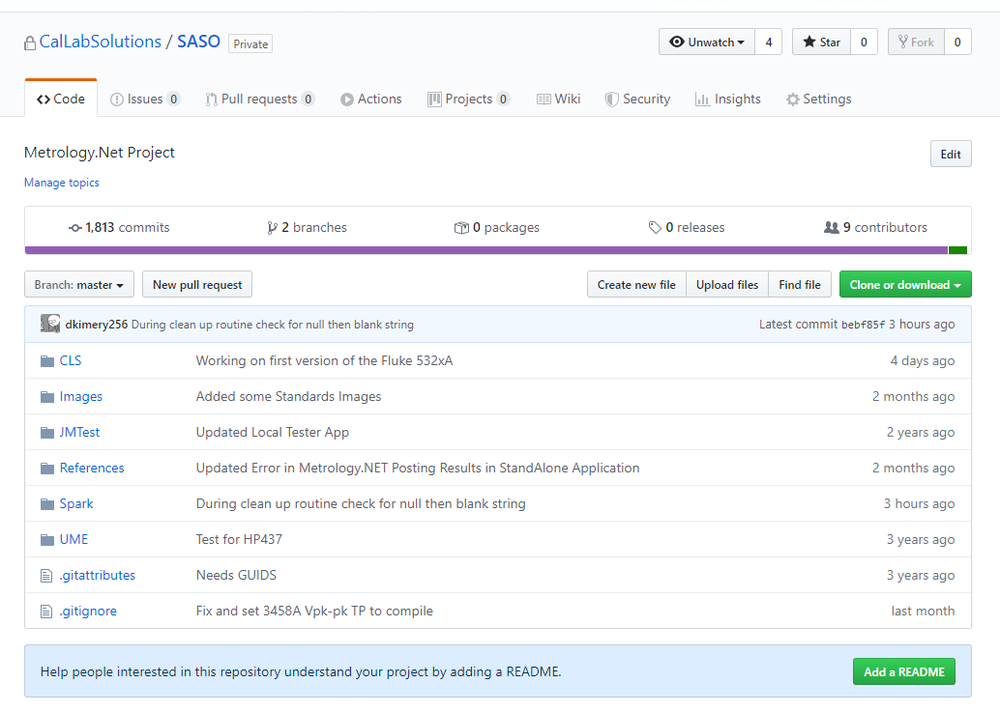 CalLabSolutions / SASO Private
Unwatch 4 Star 0 Fork 0
Code Issues 0 Pull requests 0 Actions Projects 0 Wiki Security Insights Settings
Metrology.Net Project Edit
Manage topics
1,813 commits 2 branches 0 packages 0 releases 9 contributors
Branch: master New pull request Create new file Upload files Find file Clone or download
dkimery256 During clean up routine check for null then blank string Latest commit bebf85f 3 hours ago
CLS Working on first version of the Fluke 532xA 4 days ago
Images Added some Standards Images 2 months ago
JMTest Updated Local Tester App 2 years ago
References Updated Error in Metrology.NET Posting Results in StandAlone Application 2 months ago
Spark During clean up routine check for null then blank string 3 hours ago
UME Test for HP437 3 years ago
.gitattributes Needs GUIDS 3 years ago
.gitignore Fix and set 3458A Vpk-pk TP to compile last month
Help people interested in this repository understand your project by adding a README. Add a README